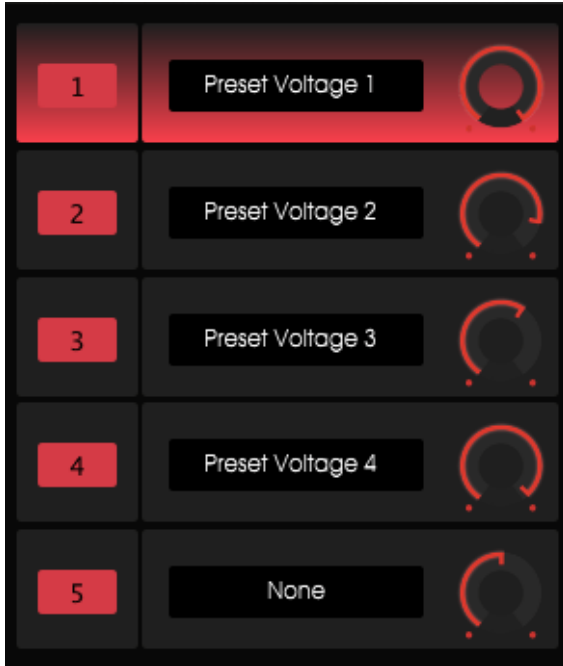 1 Preset Voltage 1
2 Preset Voltage 2
3 Preset Voltage 3
4 Preset Voltage 4
5 None